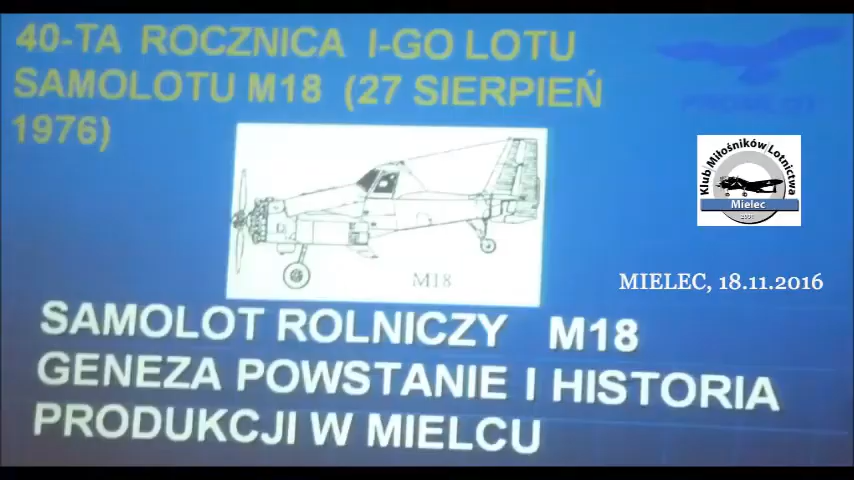 40-TA ROCZNICA I-GO LOTU
SAMOLOTU M18 (27 SIERPIEŃ
1976)
Klub Miłośników Lotnictwa
Mielec
M18
MIELEC, 18.11.2016
SAMOLOT ROLNICZY M18
GENEZA POWSTANIE I HISTORIA
PRODUKCJI W MIELCU